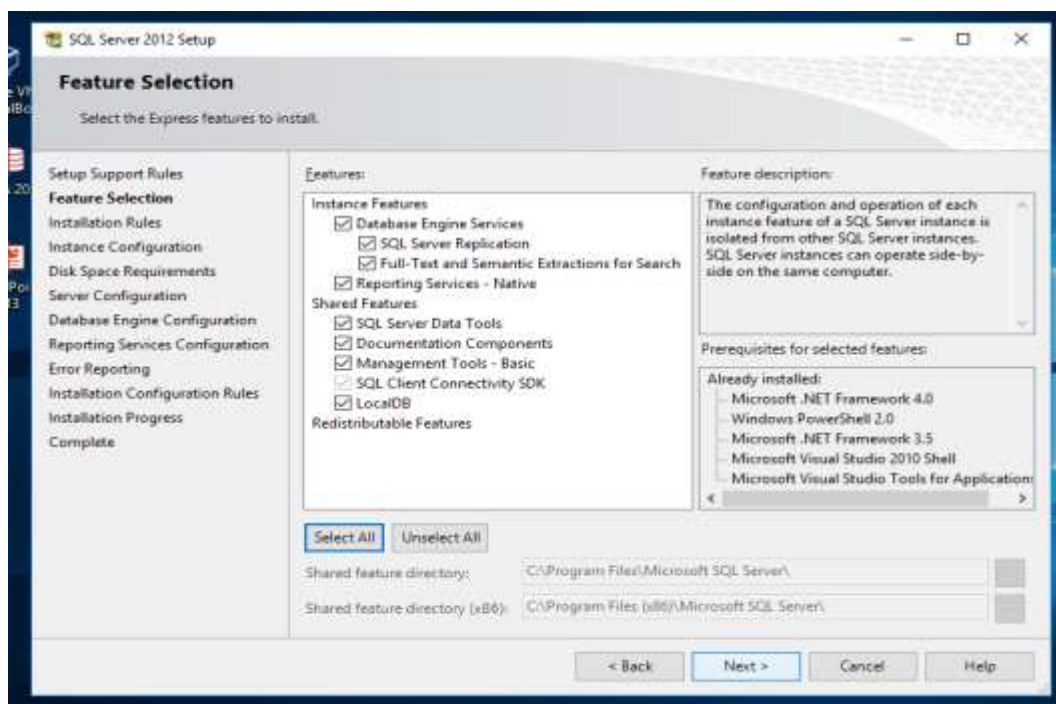 SQL Server 2012 Setup
Feature Selection
Select the Express features to install.
Setup Support Rules
Feature Selection
Installation Rules
Instance Configuration
Disk Space Requirements
Server Configuration
Database Engine Configuration
Reporting Services Configuration
Error Reporting
Installation Configuration Rules
Installation Progress
Complete
Features:
Instance Features
Database Engine Services
SQL Server Replication
Full-Text and Semantic Extractions for Search
Reporting Services - Native
Shared Features
SQL Server Data Tools
Documentation Components
Management Tools - Basic
SQL Client Connectivity SDK
LocalDB
Redistributable Features
Feature description:
The configuration and operation of each
instance feature of a SQL Server instance is
isolated from other SQL Server instances.
SQL Server instances can operate side-by-
side on the same computer.
Prerequisites for selected features:
Already installed:
Microsoft .NET Framework 4.0
Windows PowerShell 2.0
Microsoft .NET Framework 3.5
Microsoft Visual Studio 2010 Shell
Microsoft Visual Studio Tools for Applications
Select All
Unselect All
Shared feature directory:
C:\Program Files\Microsoft SQL Server\
Shared feature directory (x86):
C:\Program Files (x86)\Microsoft SQL Server\
< Back
Next >
Cancel
Help